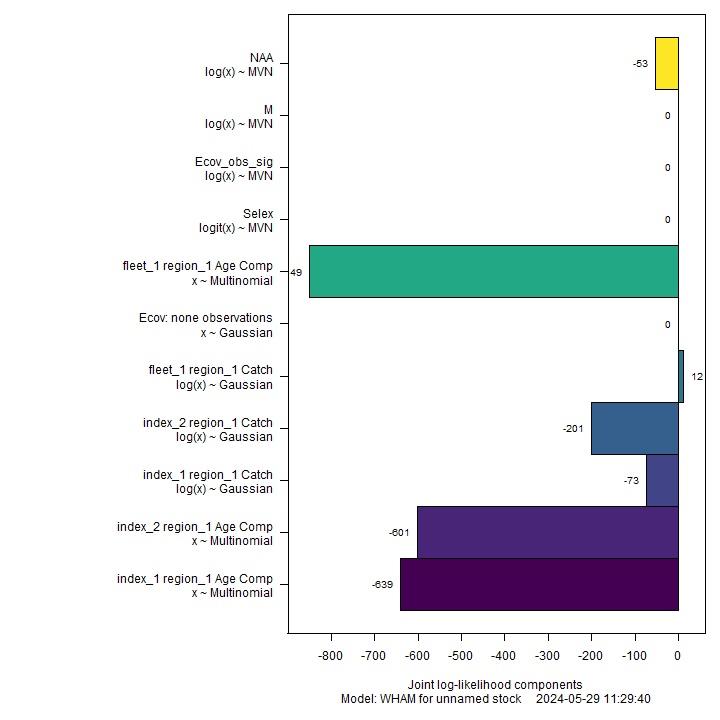 NAA
log(x) ~ MVN
-53
M
log(x) ~ MVN
0
Ecov_obs_sig
log(x) ~ MVN
0
Selex
logit(x) ~ MVN
0
fleet_1 region_1 Age Comp
x ~ Multinomial
49
Ecov: none observations
x ~ Gaussian
0
fleet_1 region_1 Catch
log(x) ~ Gaussian
12
index_2 region_1 Catch
log(x) ~ Gaussian
-201
index_1 region_1 Catch
log(x) ~ Gaussian
-73
index_2 region_1 Age Comp
x ~ Multinomial
-601
index_1 region_1 Age Comp
x ~ Multinomial
-639
-800 -700 -600 -500 -400 -300 -200 -100 0
Joint log-likelihood components
Model: WHAM for unnamed stock 2024-05-29 11:29:40